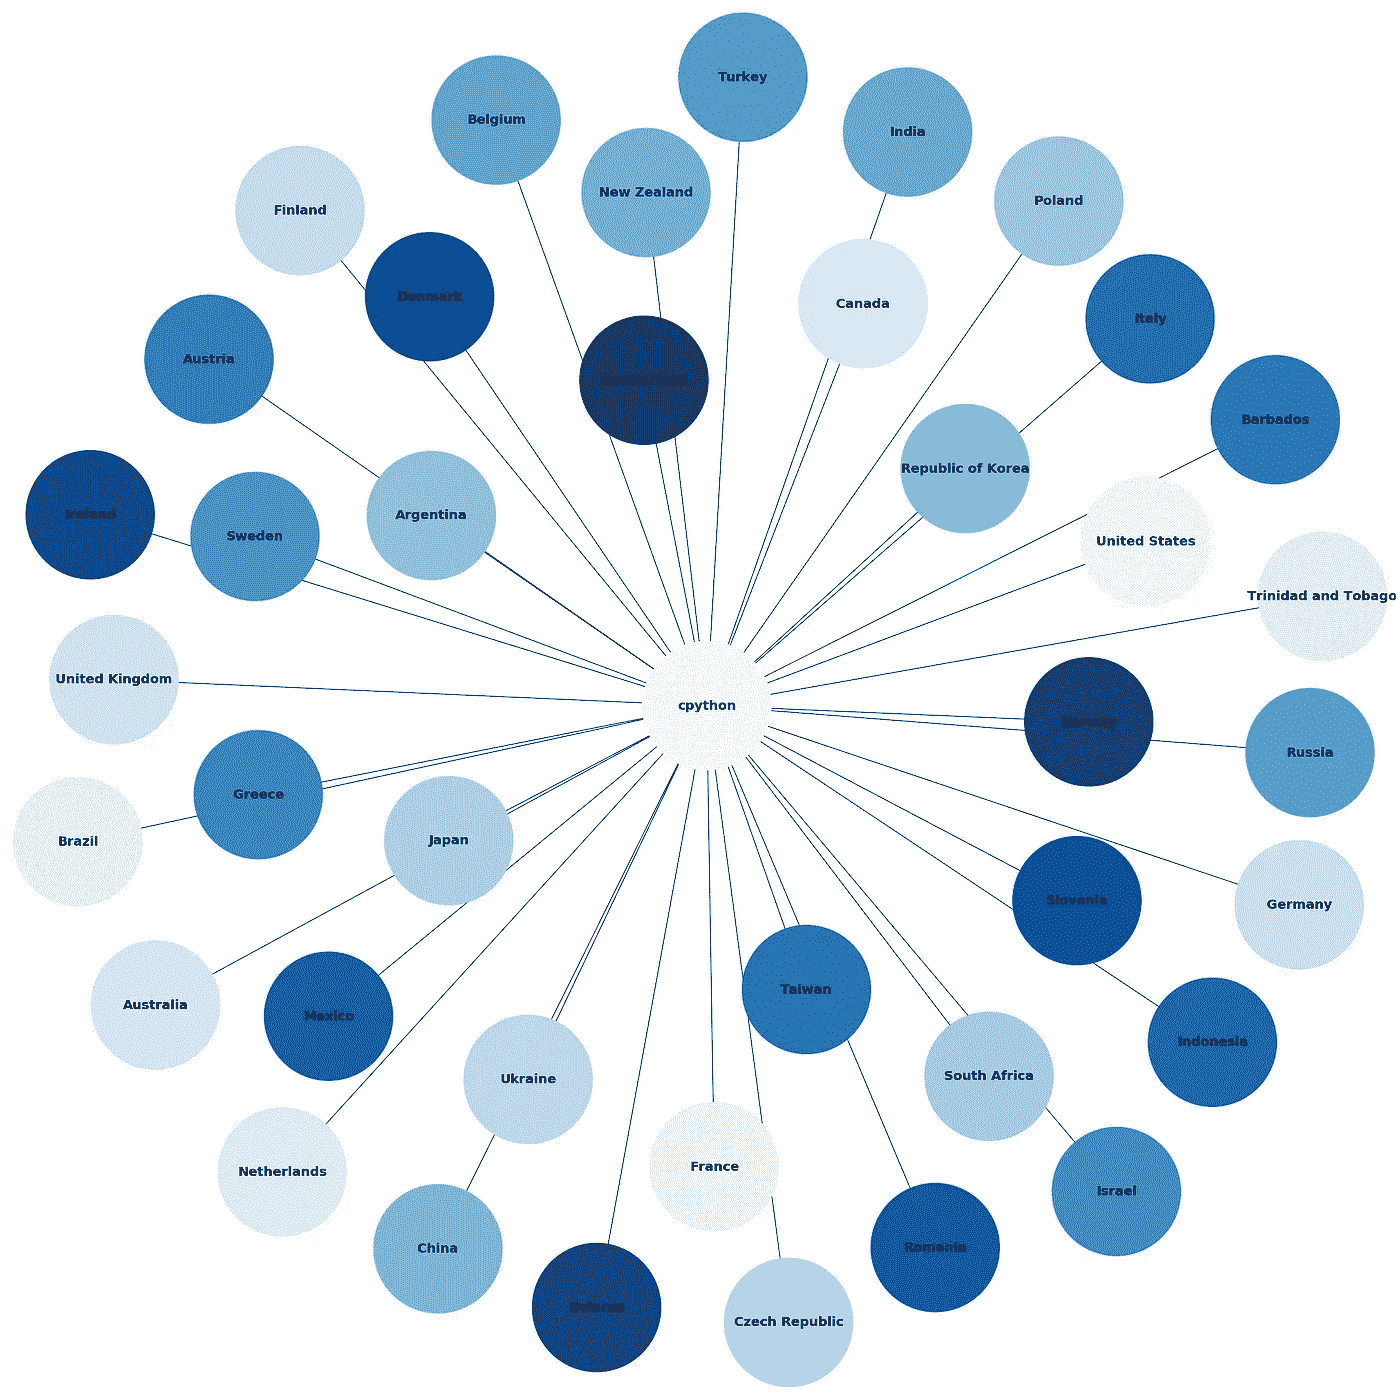 Turkey
Belgium
India
New Zealand
Poland
Finland
Denmark
Canada
Italy
Austria
Barbados
Republic of Korea
Ireland
Argentina
Sweden
United States
Trinidad and Tobago
United Kingdom
cpython
Norway
Russia
Greece
Brazil
Japan
Slovenia
Germany
Taiwan
Australia
Mexico
Indonesia
Ukraine
South Africa
France
Netherlands
Israel
China
Romania
Belarus
Czech Republic